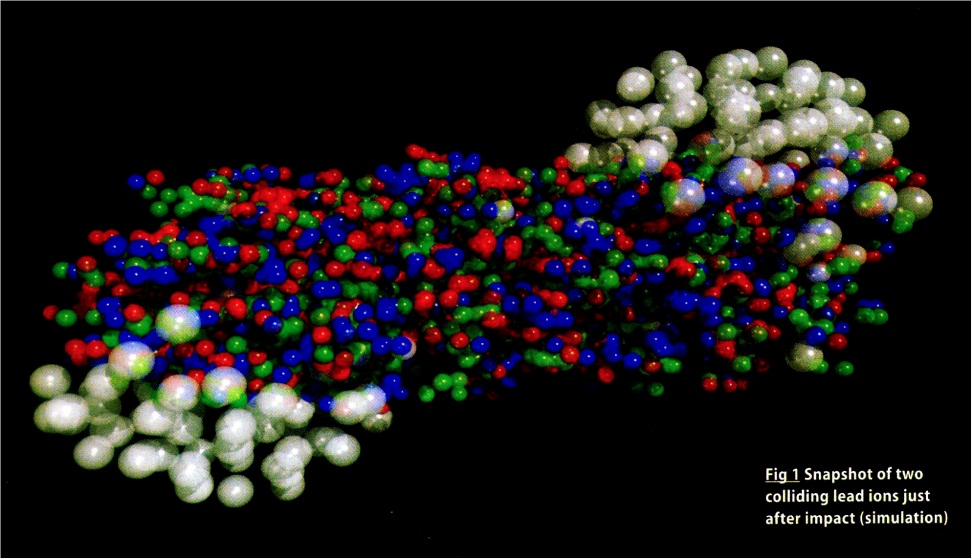 Fig 1 Snapshot of two
colliding lead ions just
after impact (simulation)